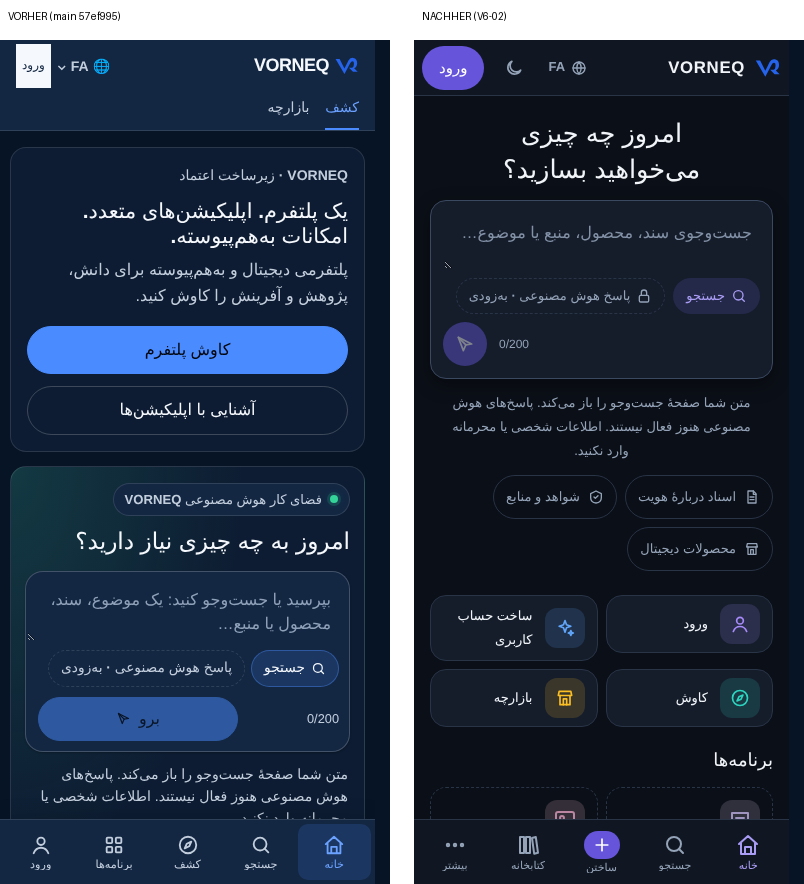 VORHER (main 57ef995)
VORNEQ
FA
ورود
کشف
بازارچه
VORNEQ · زیرساخت اعتماد
یک پلتفرم. اپلیکیشن‌های متعدد.
امکانات به‌هم‌پیوسته.
پلتفرمی دیجیتال و به‌هم‌پیوسته برای دانش،
پژوهش و آفرینش را کاوش کنید.
کاوش پلتفرم
آشنایی با اپلیکیشن‌ها
فضای کار هوش مصنوعی VORNEQ
امروز به چه چیزی نیاز دارید؟
بپرسید یا جست‌وجو کنید: یک موضوع، سند،
محصول یا منبع…
جستجو
پاسخ هوش مصنوعی · به‌زودی
0/200
برو
متن شما صفحهٔ جست‌وجو را باز می‌کند. پاسخ‌های
هوش مصنوعی هنوز فعال نیستند. اطلاعات شخصی یا
خانه
جستجو
کشف
برنامه‌ها
ورود
NACHHER (V6-02)
VORNEQ
FA
ورود
امروز چه چیزی
می‌خواهید بسازید؟
جست‌وجوی سند، محصول، منبع یا موضوع…
جستجو
پاسخ هوش مصنوعی · به‌زودی
0/200
متن شما صفحهٔ جست‌وجو را باز می‌کند. پاسخ‌های هوش
مصنوعی هنوز فعال نیستند. اطلاعات شخصی یا محرمانه
وارد نکنید.
اسناد دربارهٔ هویت
شواهد و منابع
محصولات دیجیتال
ورود
ساخت حساب
کاربری
کاوش
بازارچه
برنامه‌ها
خانه
جستجو
ساختن
کتابخانه
بیشتر